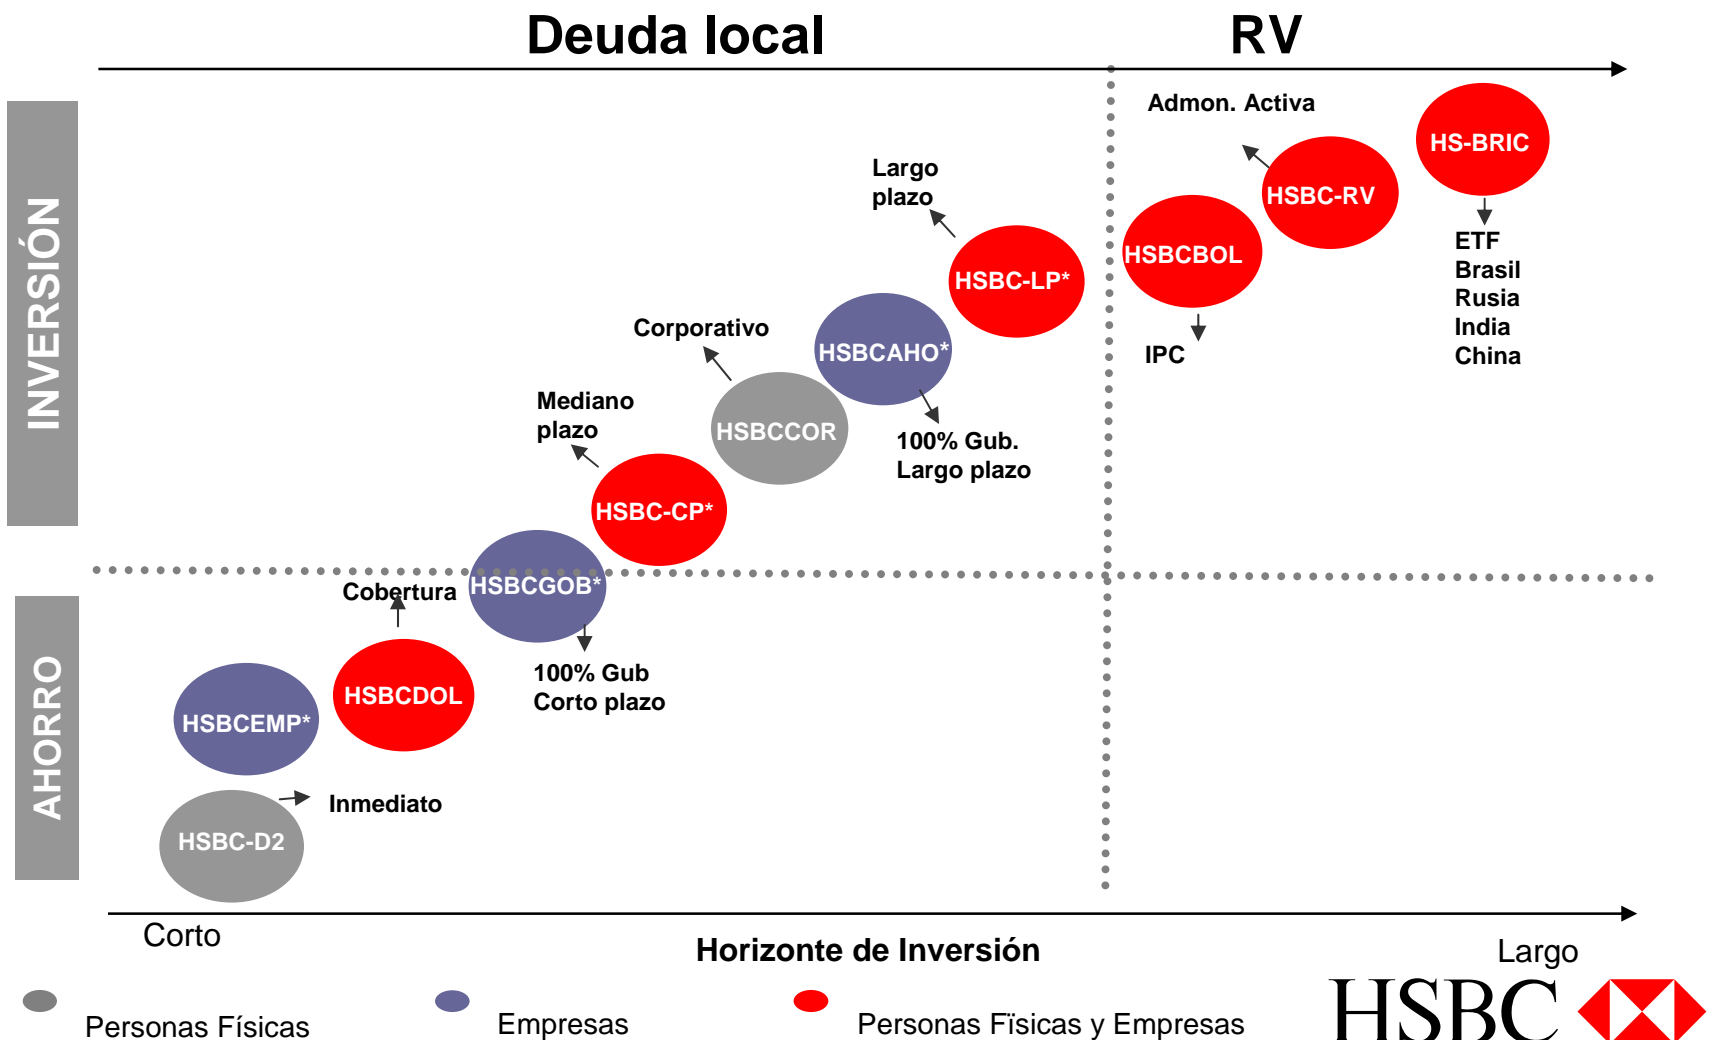 Deuda local
RV
INVERSIÓN
Admon. Activa
HS-BRIC
HSBC-RV
Largo
plazo
HSBCBOL
ETF
Brasil
Rusia
India
China
HSBC-LP*
IPC
Corporativo
HSBCAHO*
Mediano
plazo
HSBCCOR
100% Gub.
Largo plazo
HSBC-CP*
Cobertura
HSBCGOB*
AHORRO
100% Gub
Corto plazo
HSBCDOL
HSBCEMP*
Inmediato
HSBC-D2
Corto
Horizonte de Inversión
Largo
Personas Físicas
Empresas
Personas Fïsicas y Empresas
HSBC